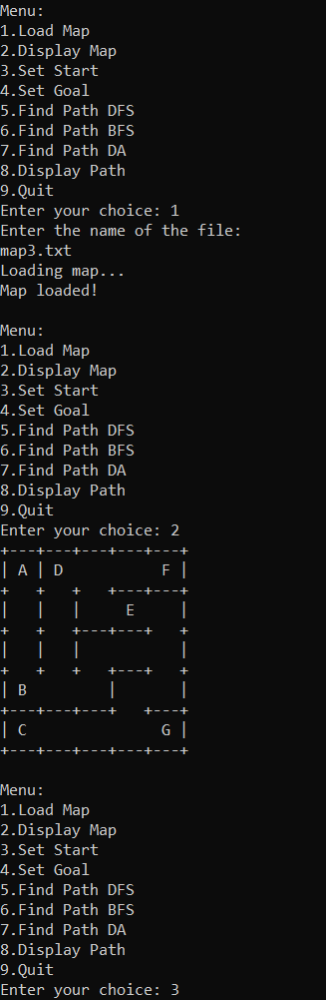 Menu:
1.Load Map
2.Display Map
3.Set Start
4.Set Goal
5.Find Path DFS
6.Find Path BFS
7.Find Path DA
8.Display Path
9.Quit
Enter your choice: 1
Enter the name of the file:
map3.txt
Loading map...
Map loaded!

Menu:
1.Load Map
2.Display Map
3.Set Start
4.Set Goal
5.Find Path DFS
6.Find Path BFS
7.Find Path DA
8.Display Path
9.Quit
Enter your choice: 2
+---+---+---+---+---+
| A | D           F |
+   +   +   +---+---+
|   |   |     E     |
+   +   +---+---+   +
|   |   |           |
+   +   +   +---+   +
| B         |       |
+---+---+---+   +---+
| C               G |
+---+---+---+---+---+

Menu:
1.Load Map
2.Display Map
3.Set Start
4.Set Goal
5.Find Path DFS
6.Find Path BFS
7.Find Path DA
8.Display Path
9.Quit
Enter your choice: 3